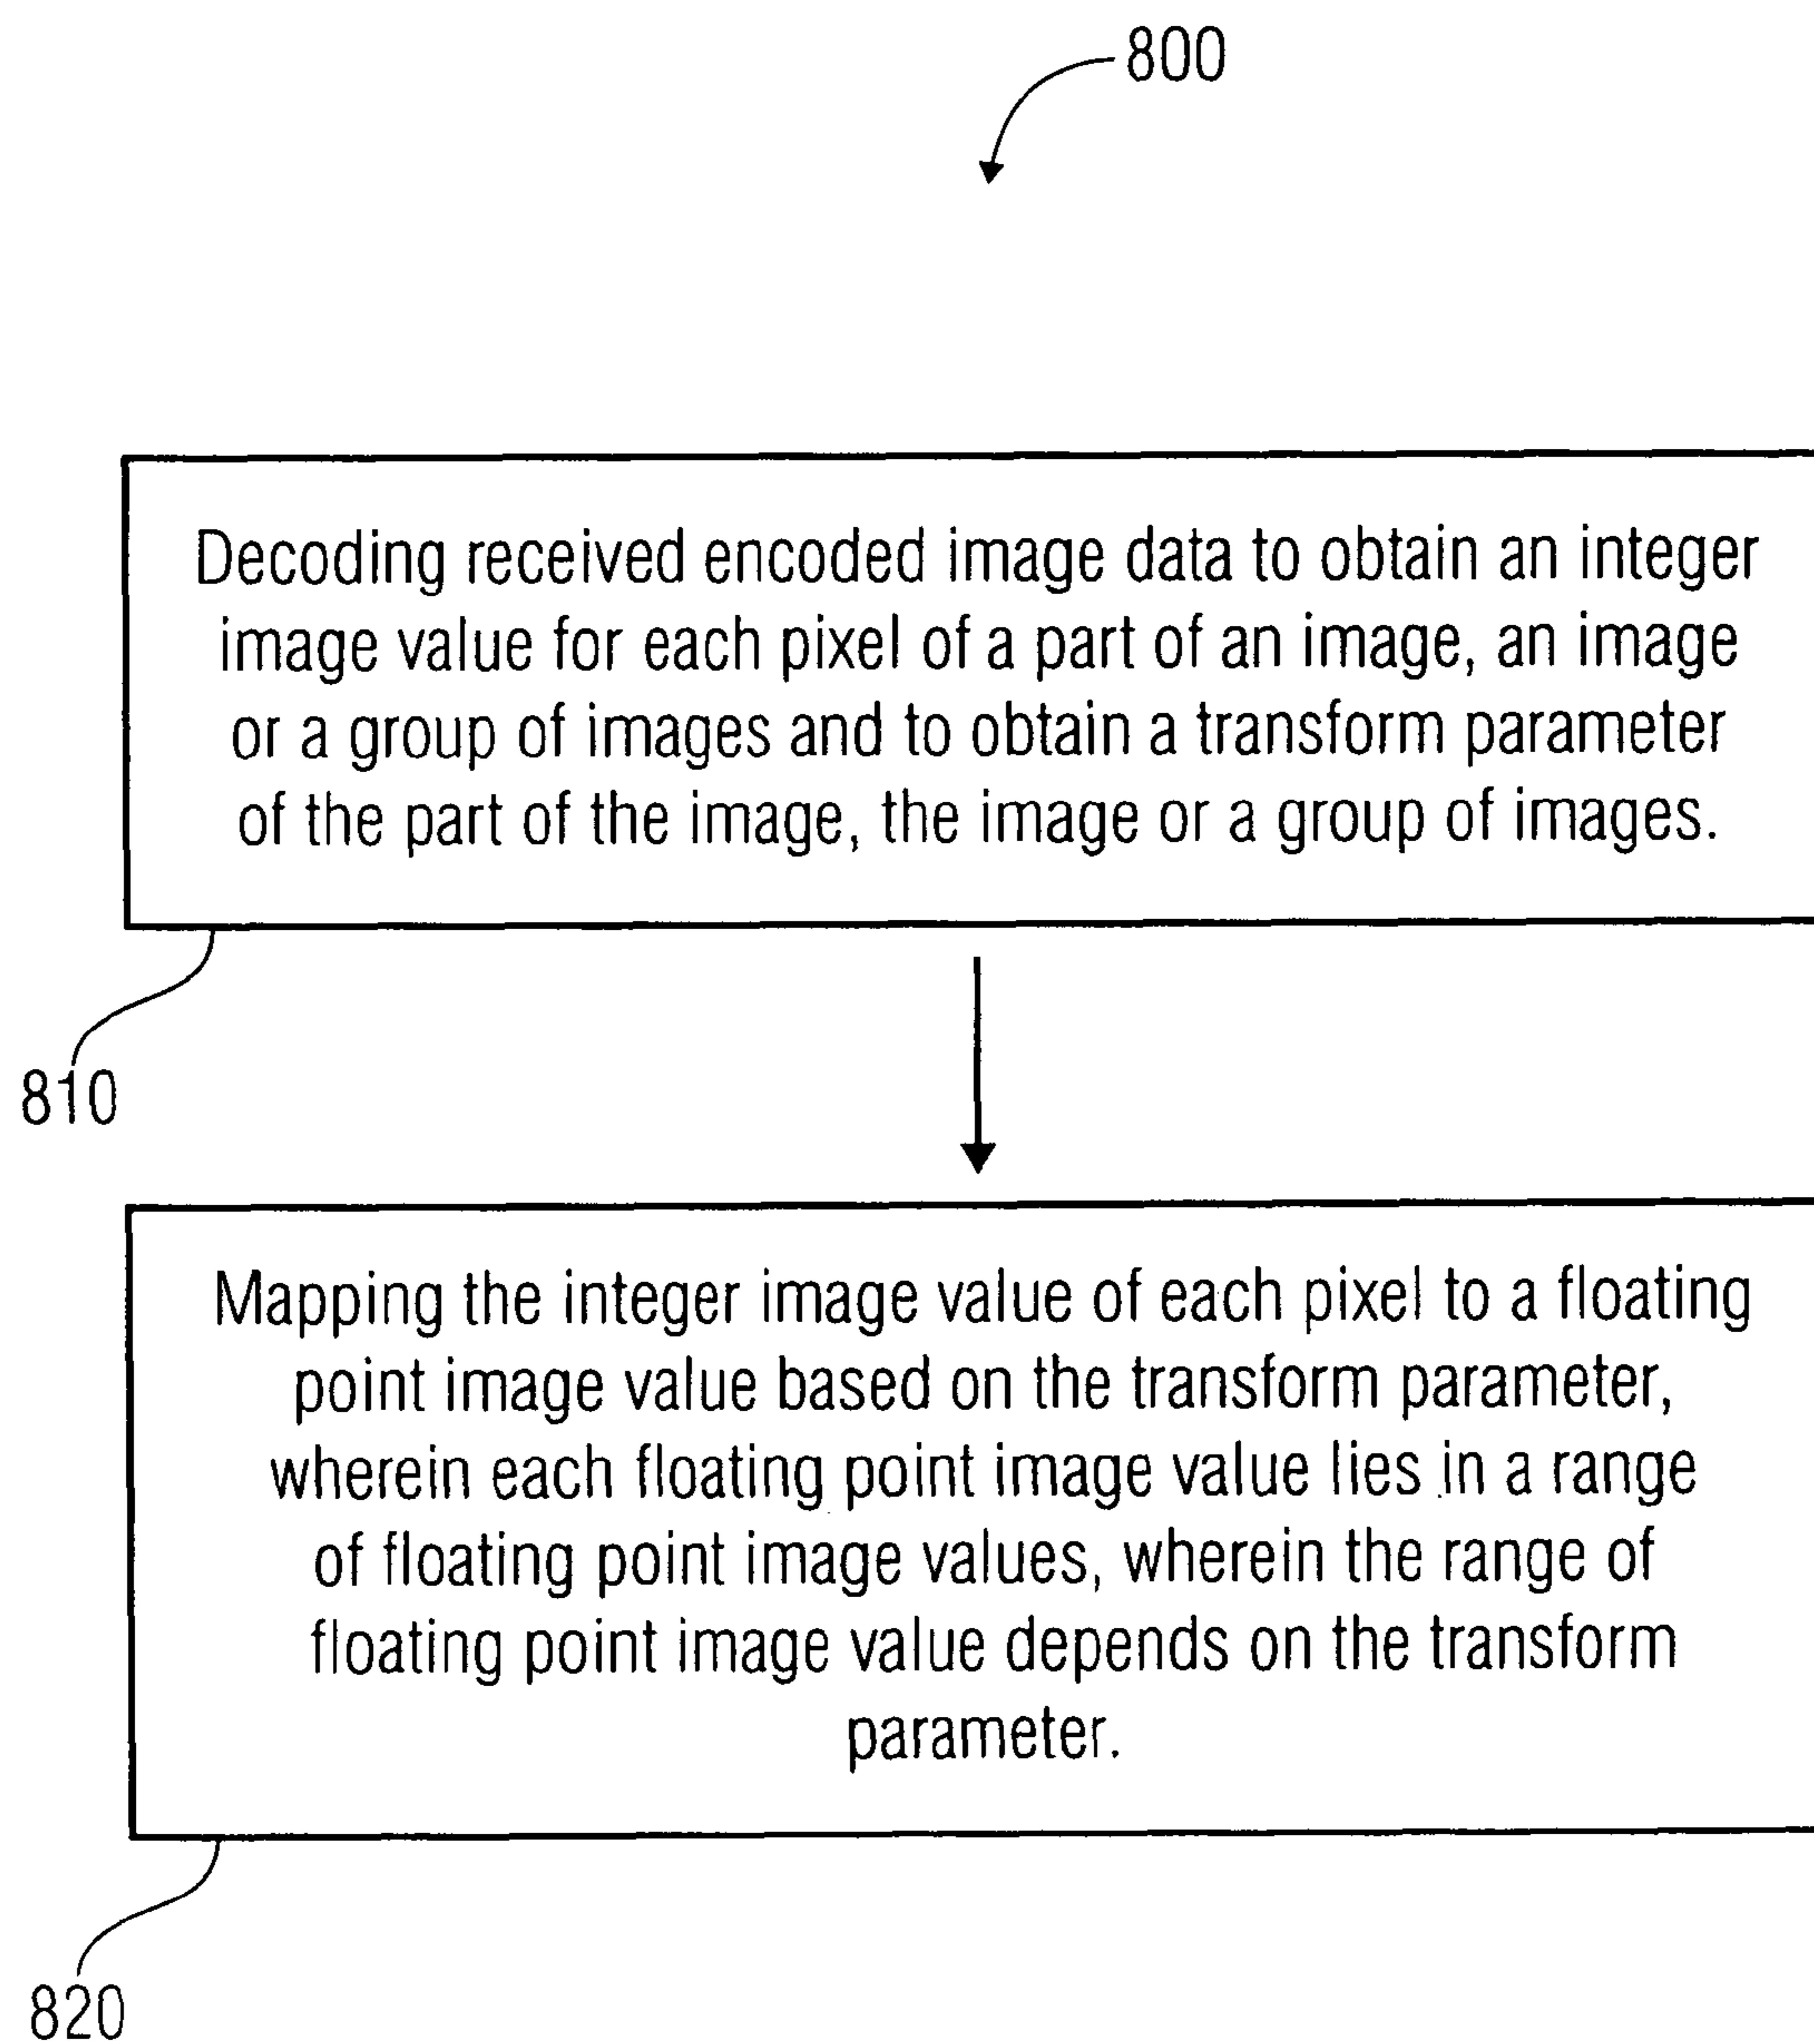 800
Decoding received encoded image data to obtain an integer
image value for each pixel of a part of an image, an image
or a group of images and to obtain a transform parameter
of the part of the image, the image or a group of images.
810
Mapping the integer image value of each pixel to a floating
point image value based on the transform parameter,
wherein each floating point image value lies in a range
of floating point image values, wherein the range of
floating point image value depends on the transform
parameter.
820